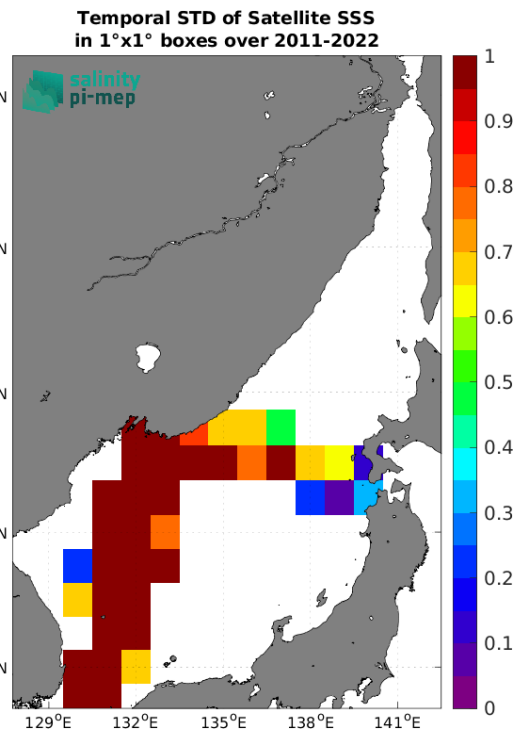 Temporal STD of Satellite SSS
in 1°x1° boxes over 2011-2022
salinity
pi-mep
N
N
N
N
N
1
0.9
0.8
0.7
0.6
0.5
0.4
0.3
0.2
0.1
0
129°E 132°E 135°E 138°E 141°E